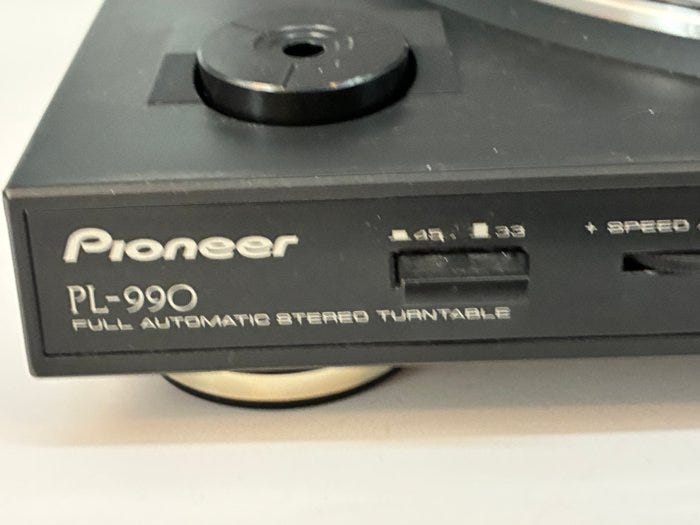 Pioneer
45 33
+ SPEED
PL-990
FULL AUTOMATIC STEREO TURNTABLE